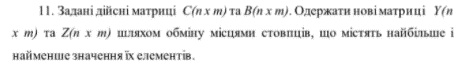 11. Задані дійсні матриці C(n x m) та B(n x m). Одержати нові матриці Y(n
x m) та Z(n x m) шляхом обміну місцями стовпців, що містять найбільше і
найменше значення їх елементів.